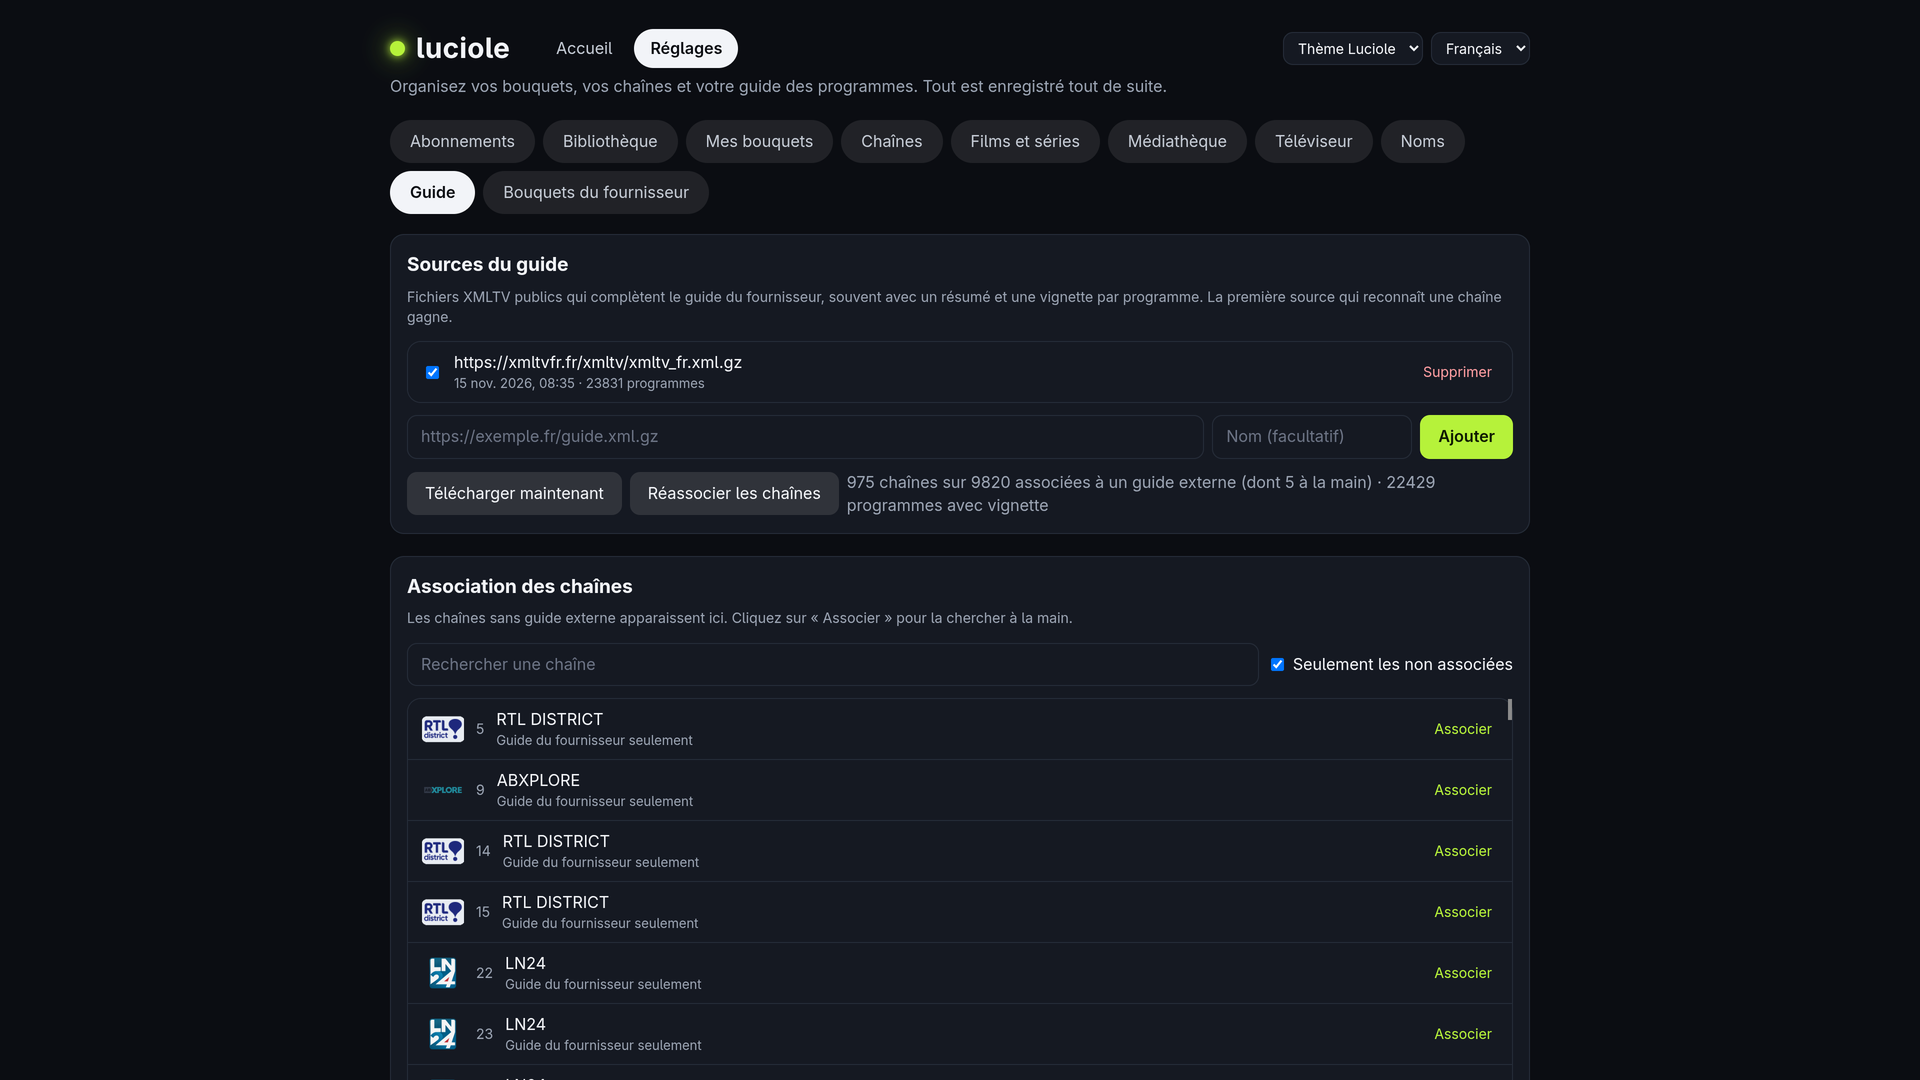 luciole
Accueil
Réglages
Thème Luciole
Français
Organisez vos bouquets, vos chaînes et votre guide des programmes. Tout est enregistré tout de suite.
Abonnements
Bibliothèque
Mes bouquets
Chaînes
Films et séries
Médiathèque
Téléviseur
Noms
Guide
Bouquets du fournisseur
Sources du guide
Fichiers XMLTV publics qui complètent le guide du fournisseur, souvent avec un résumé et une vignette par programme. La première source qui reconnaît une chaîne
gagne.
https://xmltvfr.fr/xmltv/xmltv_fr.xml.gz
15 nov. 2026, 08:35 · 23831 programmes
Supprimer
https://exemple.fr/guide.xml.gz
Nom (facultatif)
Ajouter
Télécharger maintenant
Réassocier les chaînes
975 chaînes sur 9820 associées à un guide externe (dont 5 à la main) · 22429
programmes avec vignette
Association des chaînes
Les chaînes sans guide externe apparaissent ici. Cliquez sur « Associer » pour la chercher à la main.
Rechercher une chaîne
Seulement les non associées
RTL district
5
RTL DISTRICT
Guide du fournisseur seulement
Associer
XPLORE
9
ABXPLORE
Guide du fournisseur seulement
Associer
RTL district
14
RTL DISTRICT
Guide du fournisseur seulement
Associer
RTL district
15
RTL DISTRICT
Guide du fournisseur seulement
Associer
LN24
22
LN24
Guide du fournisseur seulement
Associer
LN24
23
LN24
Guide du fournisseur seulement
Associer